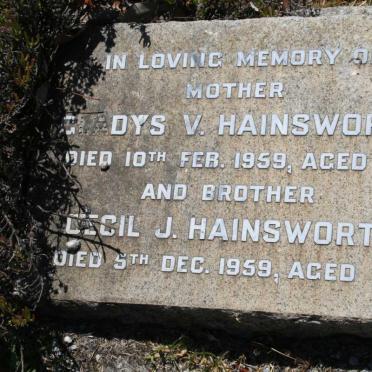 IN LOVING MEMORY O
MOTHER
GLADYS V. HAINSWOR
DIED 10TH FEB. 1959, AGED
AND BROTHER
CECIL J. HAINSWORT
DIED 5TH DEC. 1959, AGED